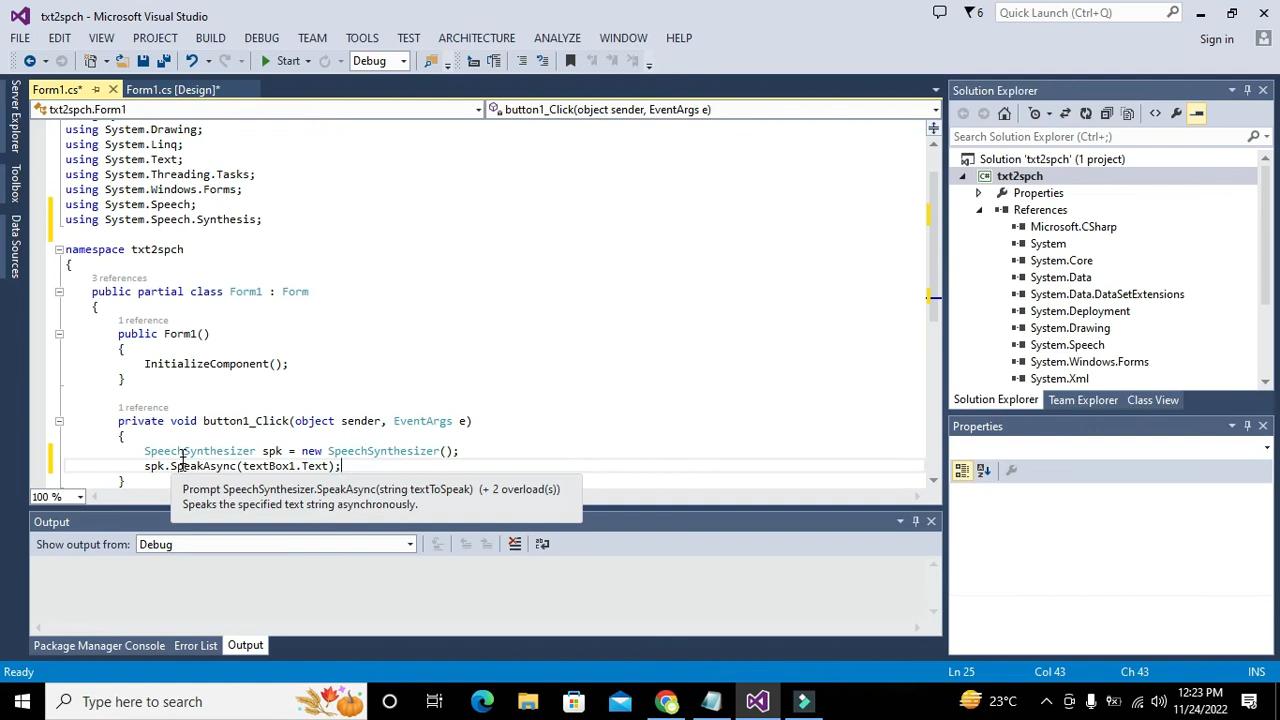 txt2spch - Microsoft Visual Studio
6
Quick Launch (Ctrl+Q)
FILE EDIT VIEW PROJECT BUILD DEBUG TEAM TOOLS TEST ARCHITECTURE ANALYZE WINDOW HELP
Sign in
Start
Debug
Server Explorer
Toolbox
Data Sources
Form1.cs*
Form1.cs [Design]*
txt2spch.Form1
button1_Click(object sender, EventArgs e)
using System.Drawing;
using System.Linq;
using System.Text;
using System.Threading.Tasks;
using System.Windows.Forms;
using System.Speech;
using System.Speech.Synthesis;
namespace txt2spch
{
3 references
public partial class Form1 : Form
{
1 reference
public Form1()
{
InitializeComponent();
}
1 reference
private void button1_Click(object sender, EventArgs e)
{
SpeechSynthesizer spk = new SpeechSynthesizer();
spk.SpeakAsync(textBox1.Text);
}
Prompt SpeechSynthesizer.SpeakAsync(string textToSpeak) (+ 2 overload(s))
Speaks the specified text string asynchronously.
100 %
Output
Show output from: Debug
Package Manager Console Error List Output
Solution Explorer
Search Solution Explorer (Ctrl+;)
Solution 'txt2spch' (1 project)
C# txt2spch
Properties
References
Microsoft.CSharp
System
System.Core
System.Data
System.Data.DataSetExtensions
System.Deployment
System.Drawing
System.Speech
System.Windows.Forms
System.Xml
Solution Explorer Team Explorer Class View
Properties
Ready
Ln 25 Col 43 Ch 43 INS
Type here to search
23°C
12:23 PM
11/24/2022